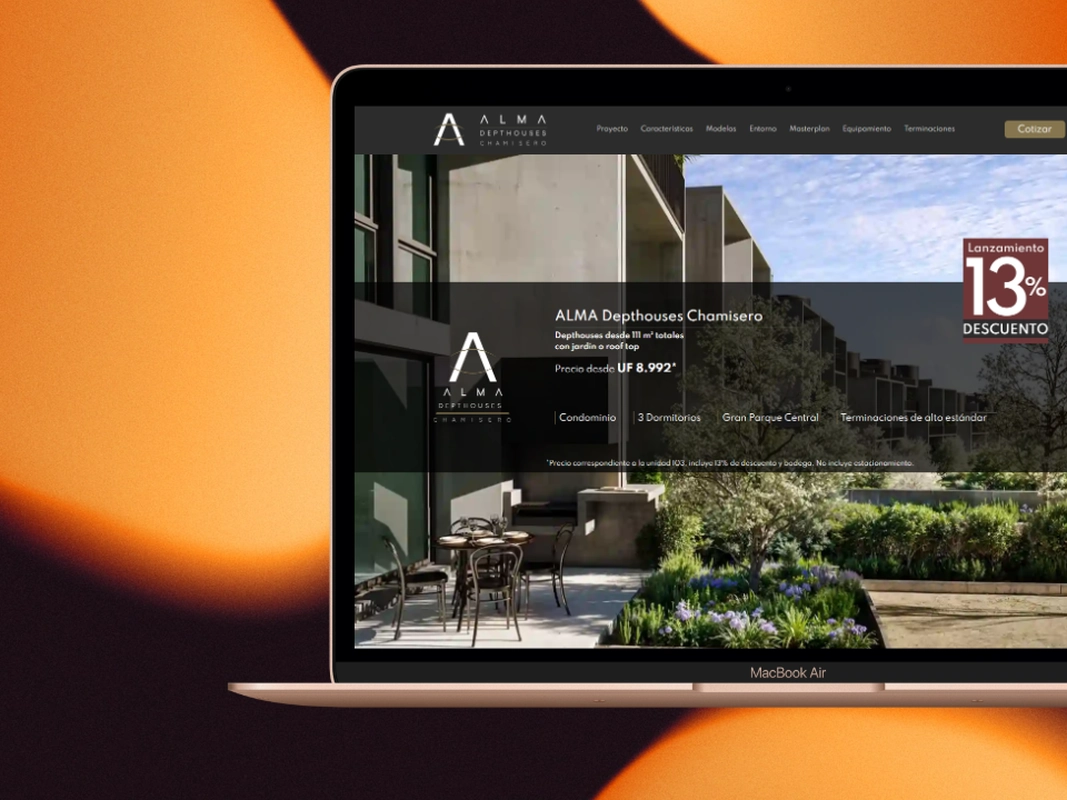 ALMA
DEPTHOUSES
CHAMISERO
Proyecto Características Modelos Entorno Masterplan Equipamiento Terminaciones
Cotizar
Lanzamiento
13%
DESCUENTO
ALMA Depthouses Chamisero
Depthouses desde 111 m² totales
con jardín o roof top
Precio desde UF 8.992*
ALMA
DEPTHOUSES
CHAMISERO
Condominio 3 Dormitorios Gran Parque Central Terminaciones de alto estándar
*Precio correspondiente a la unidad 103, incluye 13% de descuento y bodega. No incluye estacionamiento.
MacBook Air